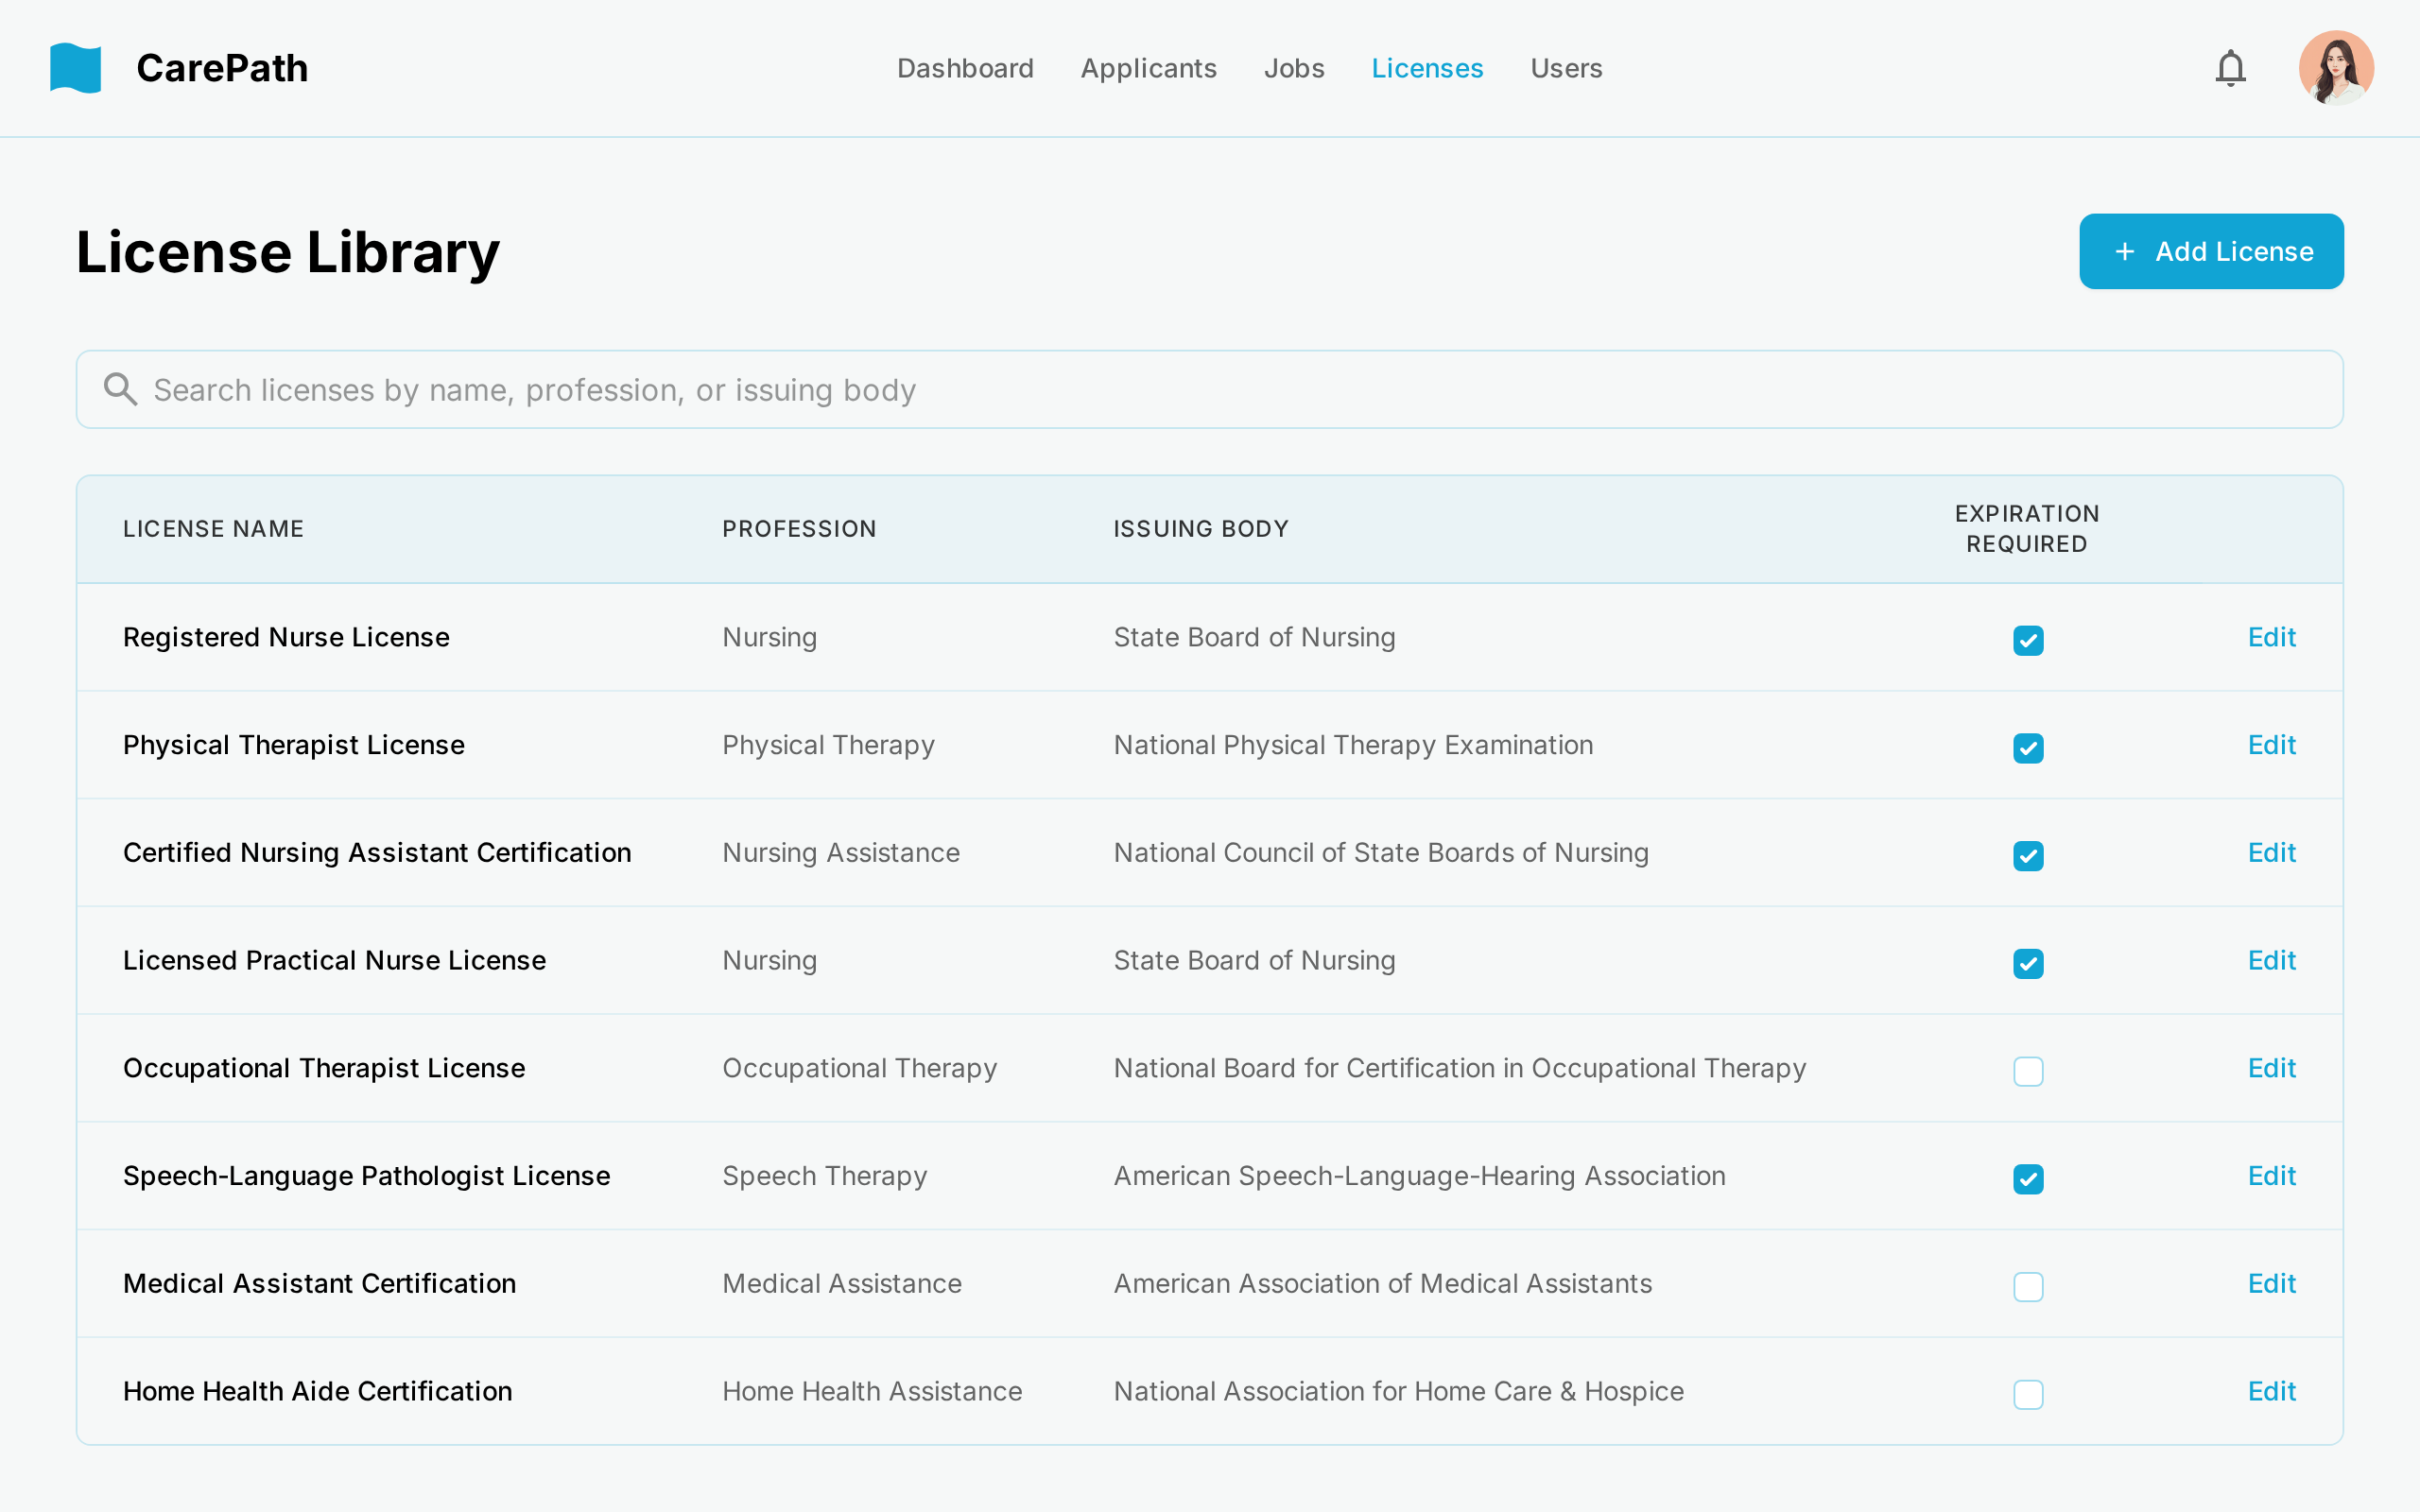 CarePath
Dashboard Applicants Jobs Licenses Users
License Library
+ Add License
Search licenses by name, profession, or issuing body
LICENSE NAME PROFESSION ISSUING BODY EXPIRATION REQUIRED
Registered Nurse License Nursing State Board of Nursing Edit
Physical Therapist License Physical Therapy National Physical Therapy Examination Edit
Certified Nursing Assistant Certification Nursing Assistance National Council of State Boards of Nursing Edit
Licensed Practical Nurse License Nursing State Board of Nursing Edit
Occupational Therapist License Occupational Therapy National Board for Certification in Occupational Therapy Edit
Speech-Language Pathologist License Speech Therapy American Speech-Language-Hearing Association Edit
Medical Assistant Certification Medical Assistance American Association of Medical Assistants Edit
Home Health Aide Certification Home Health Assistance National Association for Home Care & Hospice Edit